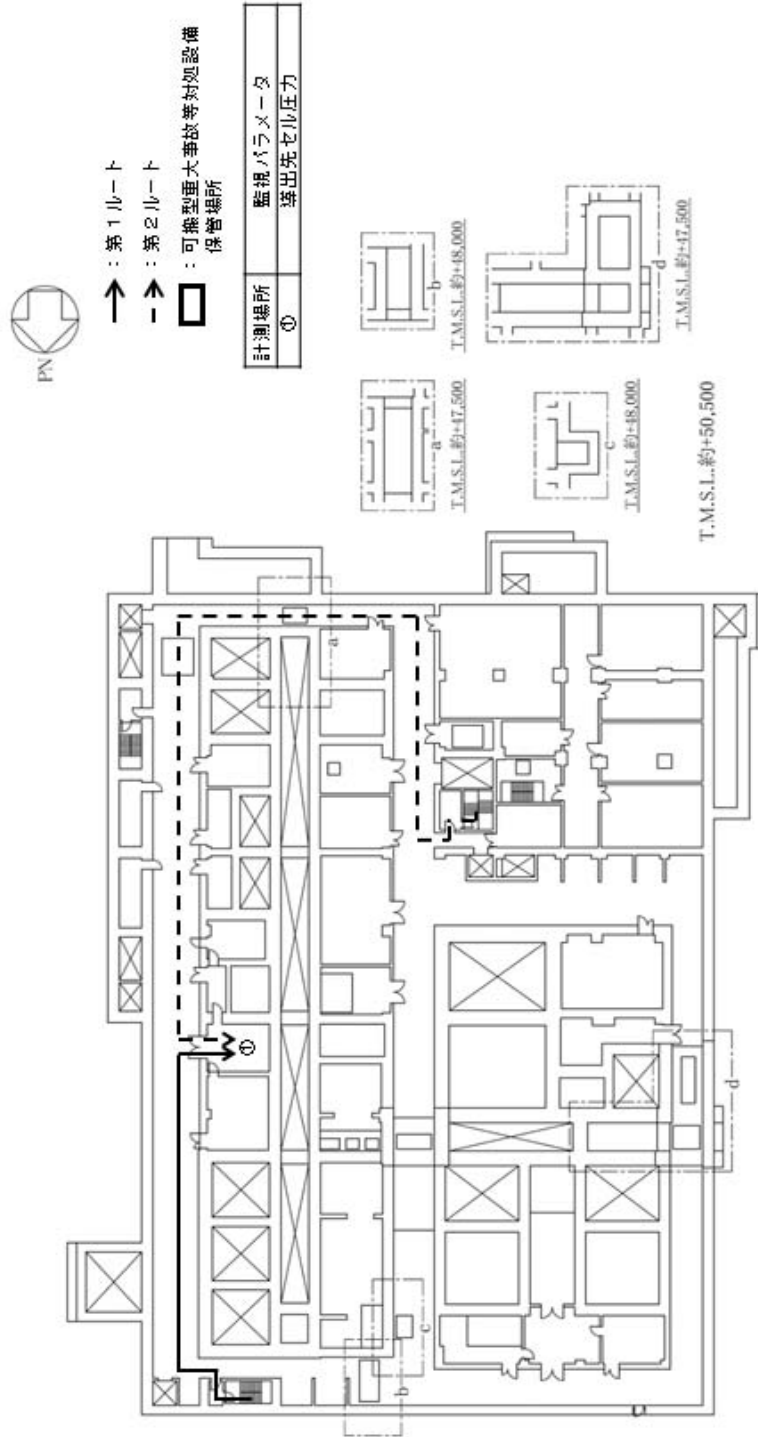 PN
→ : 第1ルート
⇢ : 第2ルート
: 可搬型重大事故等対処設備
保管場所
計測場所 監視パラメータ
① 導出先セル圧力
a
T.M.S.L.約+47,500
b
T.M.S.L.約+48,000
c
T.M.S.L.約+48,000
d
T.M.S.L.約+47,500
T.M.S.L.約+50,500
①
a
b
c
d